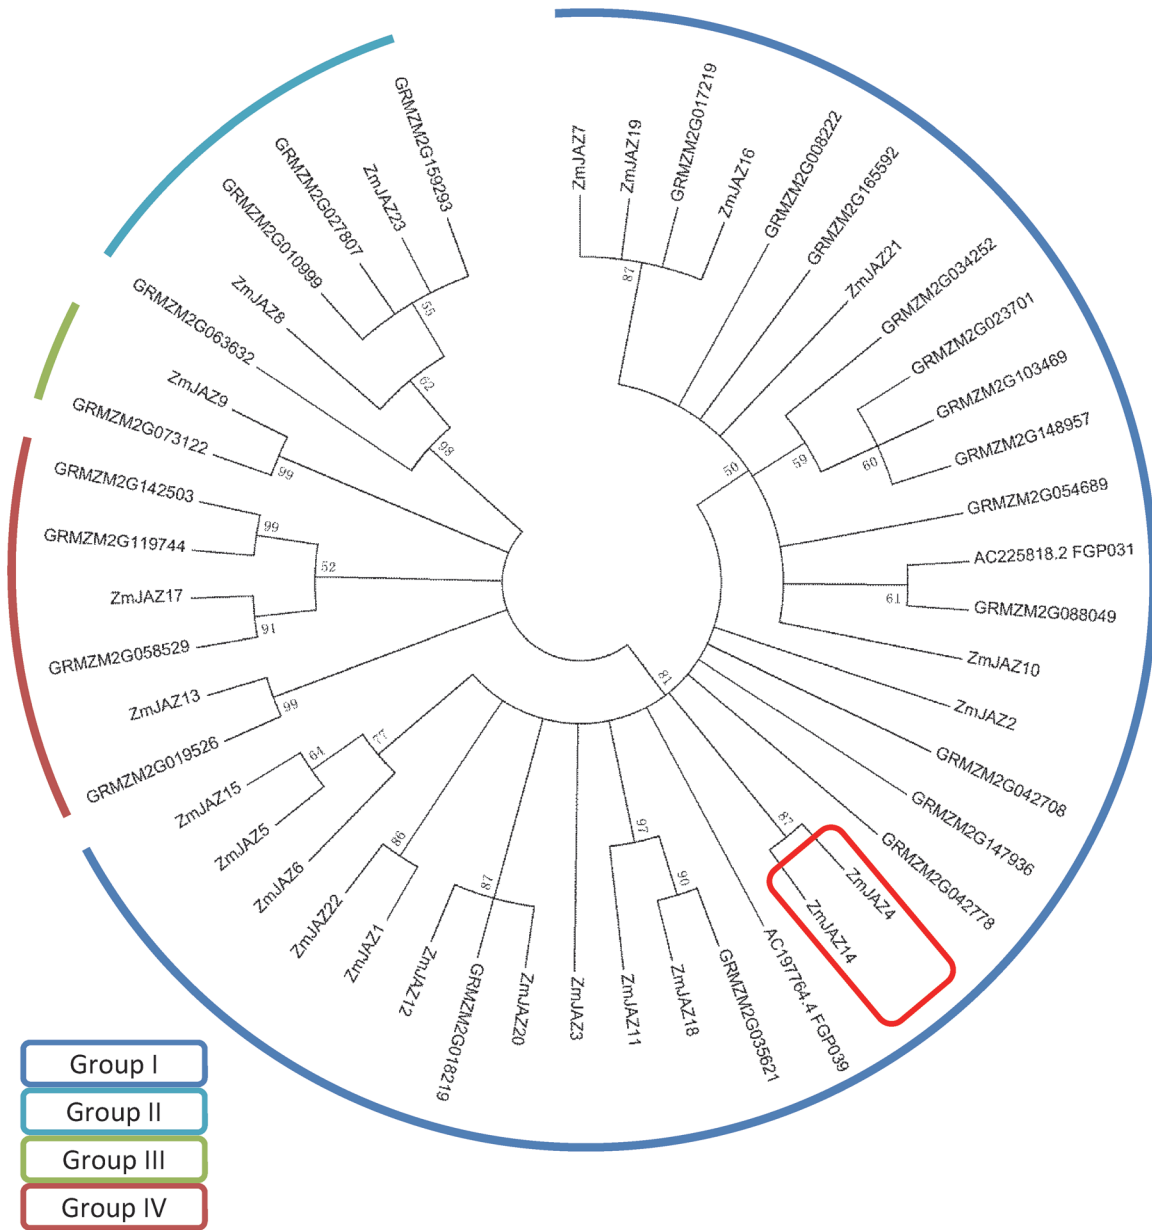 ZmJAZ7
ZmJAZ19
GRMZM2G017219
ZmJAZ16
GRMZM2G008222
GRMZM2G165592
ZmJAZ21
GRMZM2G034252
GRMZM2G023701
GRMZM2G103469
GRMZM2G148957
GRMZM2G054689
AC225818.2 FGP031
GRMZM2G088049
ZmJAZ10
ZmJAZ2
GRMZM2G042708
GRMZM2G147936
GRMZM2G042778
ZmJAZ4
ZmJAZ14
AC197764.4 FGP039
GRMZM2G035621
ZmJAZ18
ZmJAZ11
ZmJAZ3
ZmJAZ20
GRMZM2G018219
ZmJAZ12
ZmJAZ1
ZmJAZ22
ZmJAZ6
ZmJAZ5
ZmJAZ15
GRMZM2G019526
ZmJAZ13
GRMZM2G058529
ZmJAZ17
GRMZM2G119744
GRMZM2G142503
GRMZM2G073122
ZmJAZ9
GRMZM2G063632
ZmJAZ8
GRMZM2G010999
GRMZM2G027807
ZmJAZ23
GRMZM2G159293
87
50
59
60
61
81
87
90
97
87
86
77
64
99
91
52
99
99
98
62
55
Group I
Group II
Group III
Group IV